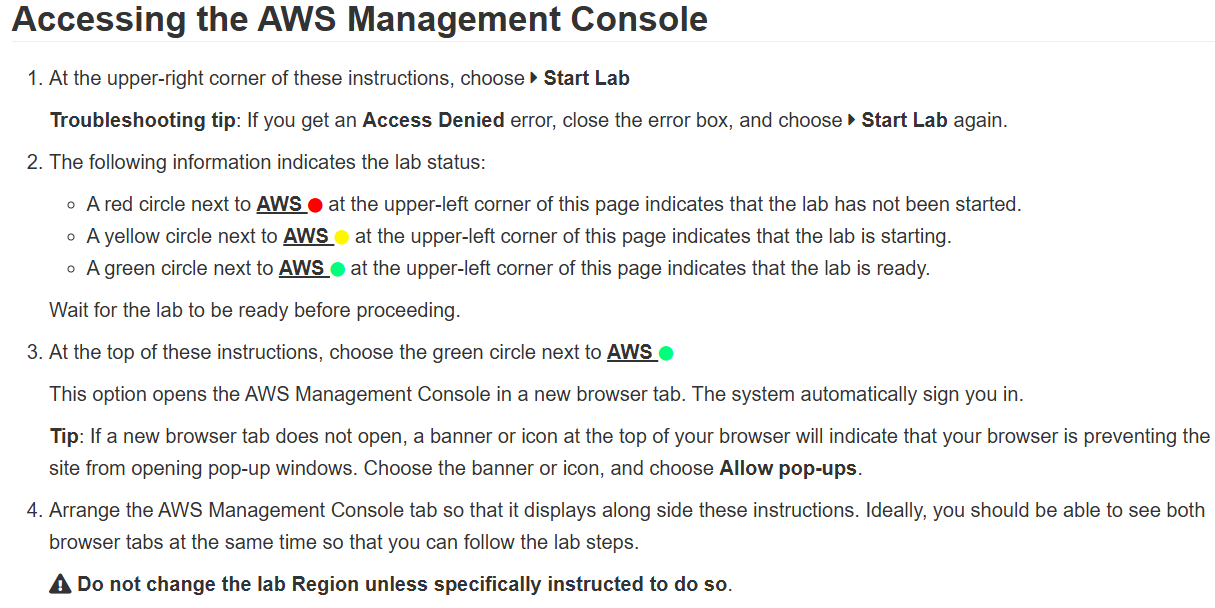 Accessing the AWS Management Console
1. At the upper-right corner of these instructions, choose Start Lab
Troubleshooting tip: If you get an Access Denied error, close the error box, and choose Start Lab again.
2. The following information indicates the lab status:
A red circle next to AWS at the upper-left corner of this page indicates that the lab has not been started.
A yellow circle next to AWS at the upper-left corner of this page indicates that the lab is starting.
A green circle next to AWS at the upper-left corner of this page indicates that the lab is ready.
Wait for the lab to be ready before proceeding.
3. At the top of these instructions, choose the green circle next to AWS
This option opens the AWS Management Console in a new browser tab. The system automatically sign you in.
Tip: If a new browser tab does not open, a banner or icon at the top of your browser will indicate that your browser is preventing the
site from opening pop-up windows. Choose the banner or icon, and choose Allow pop-ups.
4. Arrange the AWS Management Console tab so that it displays along side these instructions. Ideally, you should be able to see both
browser tabs at the same time so that you can follow the lab steps.
Do not change the lab Region unless specifically instructed to do so.